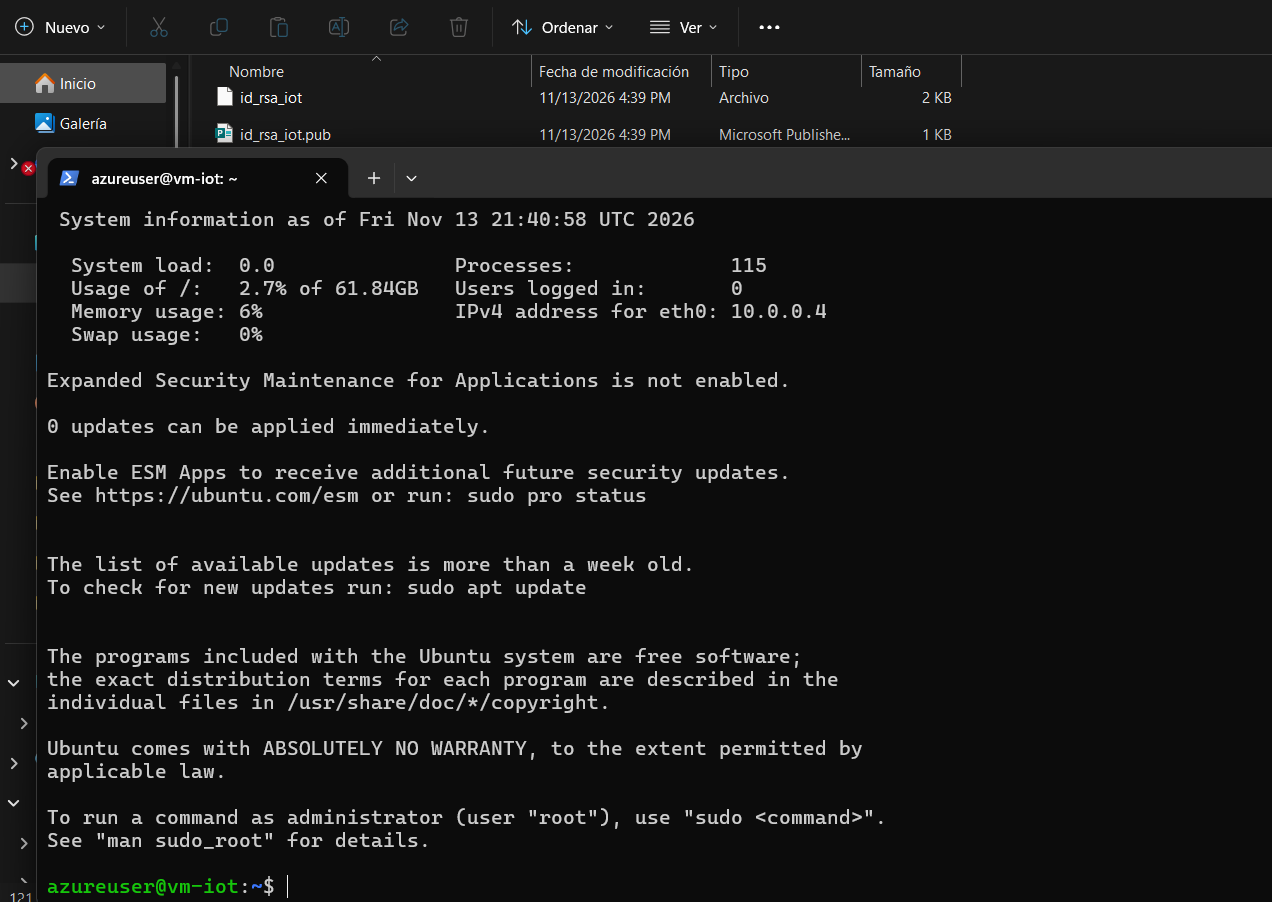 Nuevo Ordenar Ver
Nombre Fecha de modificación Tipo Tamaño
Inicio
id_rsa_iot 11/13/2026 4:39 PM Archivo 2 KB
Galería
id_rsa_iot.pub 11/13/2026 4:39 PM Microsoft Publishe... 1 KB
azureuser@vm-iot: ~
System information as of Fri Nov 13 21:40:58 UTC 2026
System load: 0.0 Processes: 115
Usage of /: 2.7% of 61.84GB Users logged in: 0
Memory usage: 6% IPv4 address for eth0: 10.0.0.4
Swap usage: 0%
Expanded Security Maintenance for Applications is not enabled.
0 updates can be applied immediately.
Enable ESM Apps to receive additional future security updates.
See https://ubuntu.com/esm or run: sudo pro status
The list of available updates is more than a week old.
To check for new updates run: sudo apt update
The programs included with the Ubuntu system are free software;
the exact distribution terms for each program are described in the
individual files in /usr/share/doc/*/copyright.
Ubuntu comes with ABSOLUTELY NO WARRANTY, to the extent permitted by
applicable law.
To run a command as administrator (user "root"), use "sudo <command>".
See "man sudo_root" for details.
azureuser@vm-iot:~$